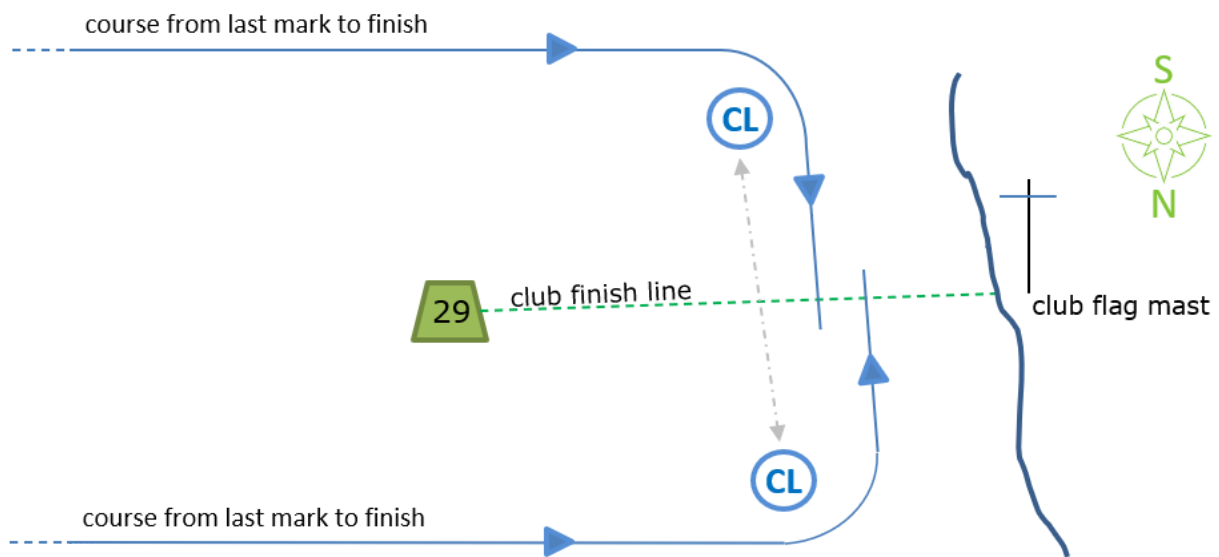 course from last mark to finish
S
CL
N
29
club finish line
club flag mast
CL
course from last mark to finish